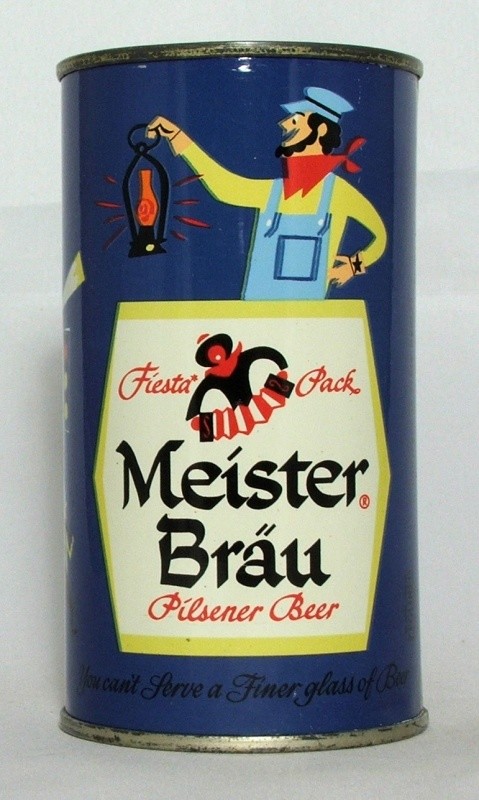 Fiesta Pack
Meister®
Bräu
Pilsener Beer
You can't Serve a Finer glass of Beer